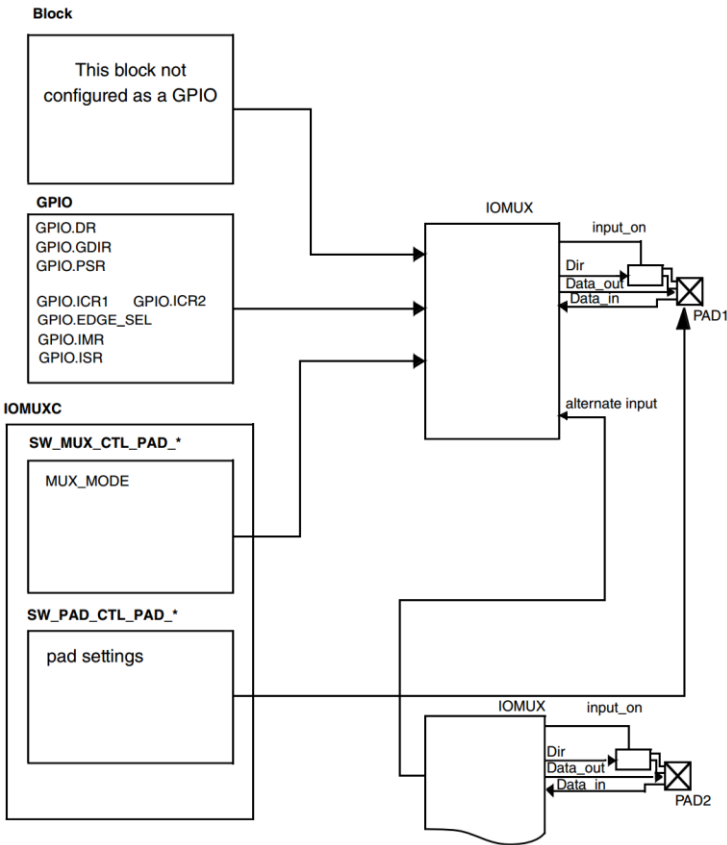 Block
This block not
configured as a GPIO
GPIO
GPIO.DR
GPIO.GDIR
GPIO.PSR
GPIO.ICR1 GPIO.ICR2
GPIO.EDGE_SEL
GPIO.IMR
GPIO.ISR
IOMUX
input_on
Dir
Data_out
Data_in
PAD1
alternate input
IOMUXC
SW_MUX_CTL_PAD_*
MUX_MODE
SW_PAD_CTL_PAD_*
pad settings
IOMUX
input_on
Dir
Data_out
Data_in
PAD2